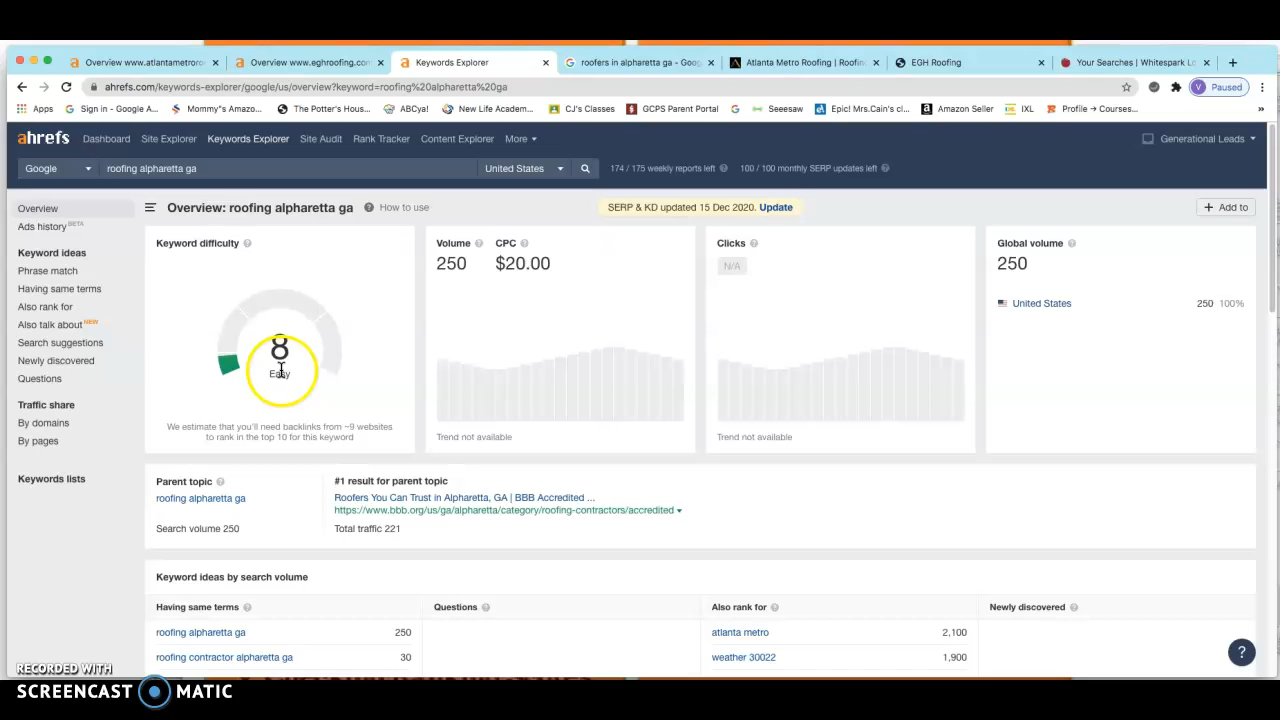 Overview www.atlantametroro
Overview www.eghroofing.com
Keywords Explorer
roofers in alpharetta ga - Goog
Atlanta Metro Roofing | Roofin
EGH Roofing
Your Searches | Whitespark Lo
ahrefs.com/keywords-explorer/google/us/overview?keyword=roofing%20alpharetta%20ga
V Paused
Apps
Sign in - Google A...
Mommy"s Amazo...
The Potter's Hous...
ABCya!
New Life Academ...
CJ's Classes
GCPS Parent Portal
Seeesaw
Epic! Mrs.Cain's cl...
Amazon Seller
IXL
Profile → Courses...
»
ahrefs
Dashboard
Site Explorer
Keywords Explorer
Site Audit
Rank Tracker
Content Explorer
More
Generational Leads
Google
roofing alpharetta ga
United States
174 / 175 weekly reports left
100 / 100 monthly SERP updates left
Overview
Ads history BETA
Keyword ideas
Phrase match
Having same terms
Also rank for
Also talk about NEW
Search suggestions
Newly discovered
Questions
Traffic share
By domains
By pages
Keywords lists
Overview: roofing alpharetta ga
How to use
SERP & KD updated 15 Dec 2020. Update
+ Add to
Keyword difficulty
8
Easy
We estimate that you'll need backlinks from ~9 websites
to rank in the top 10 for this keyword
Volume
CPC
250
$20.00
Trend not available
Clicks
N/A
Trend not available
Global volume
250
United States
250 100%
Parent topic
roofing alpharetta ga
Search volume 250
#1 result for parent topic
Roofers You Can Trust in Alpharetta, GA | BBB Accredited ...
https://www.bbb.org/us/ga/alpharetta/category/roofing-contractors/accredited
Total traffic 221
Keyword ideas by search volume
Having same terms
Questions
Also rank for
Newly discovered
roofing alpharetta ga 250
atlanta metro 2,100
roofing contractor alpharetta ga 30
weather 30022 1,900
?
RECORDED WITH
SCREENCAST MATIC